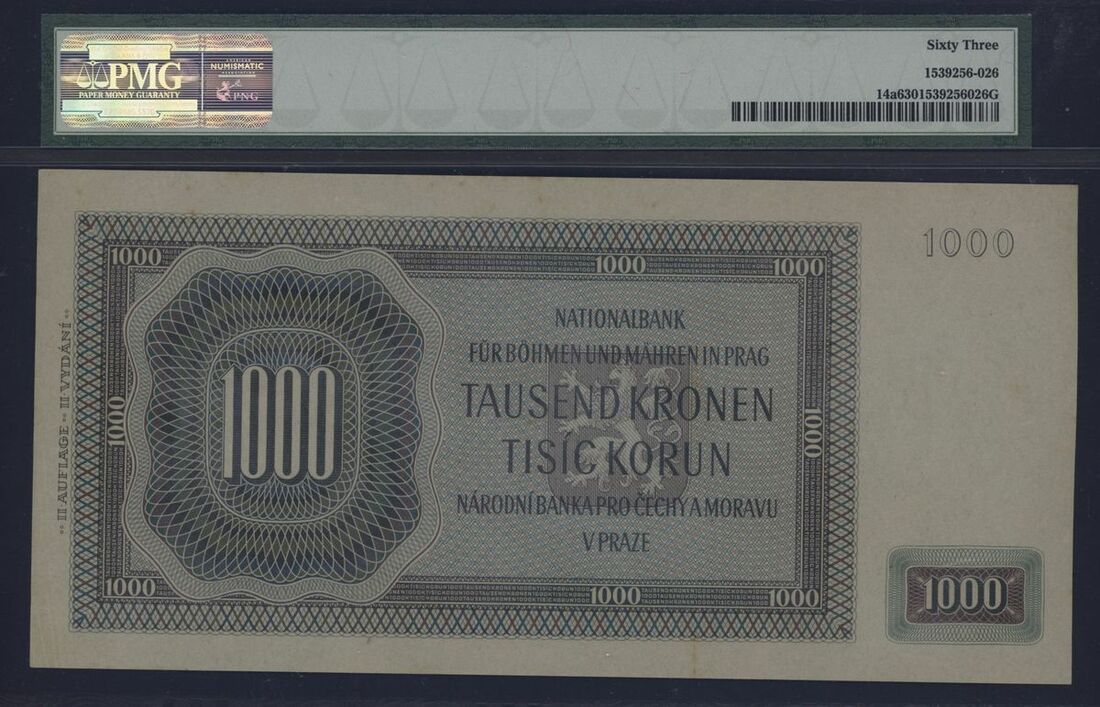 PMG
PAPER MONEY GUARANTY
NUMISMATIC
PNG
Sixty Three
1539256-026
14a6301539256026G
1000
1000
1000
1000
NATIONALBANK
FÜR BÖHMEN UND MÄHREN IN PRAG
TAUSEND KRONEN
TISÍC KORUN
NÁRODNÍ BANKA PRO ČECHY A MORAVU
V PRAZE
1000
1000
1000
II AUFLAGE II VYDÁNÍ
1000
1000
1000
1000